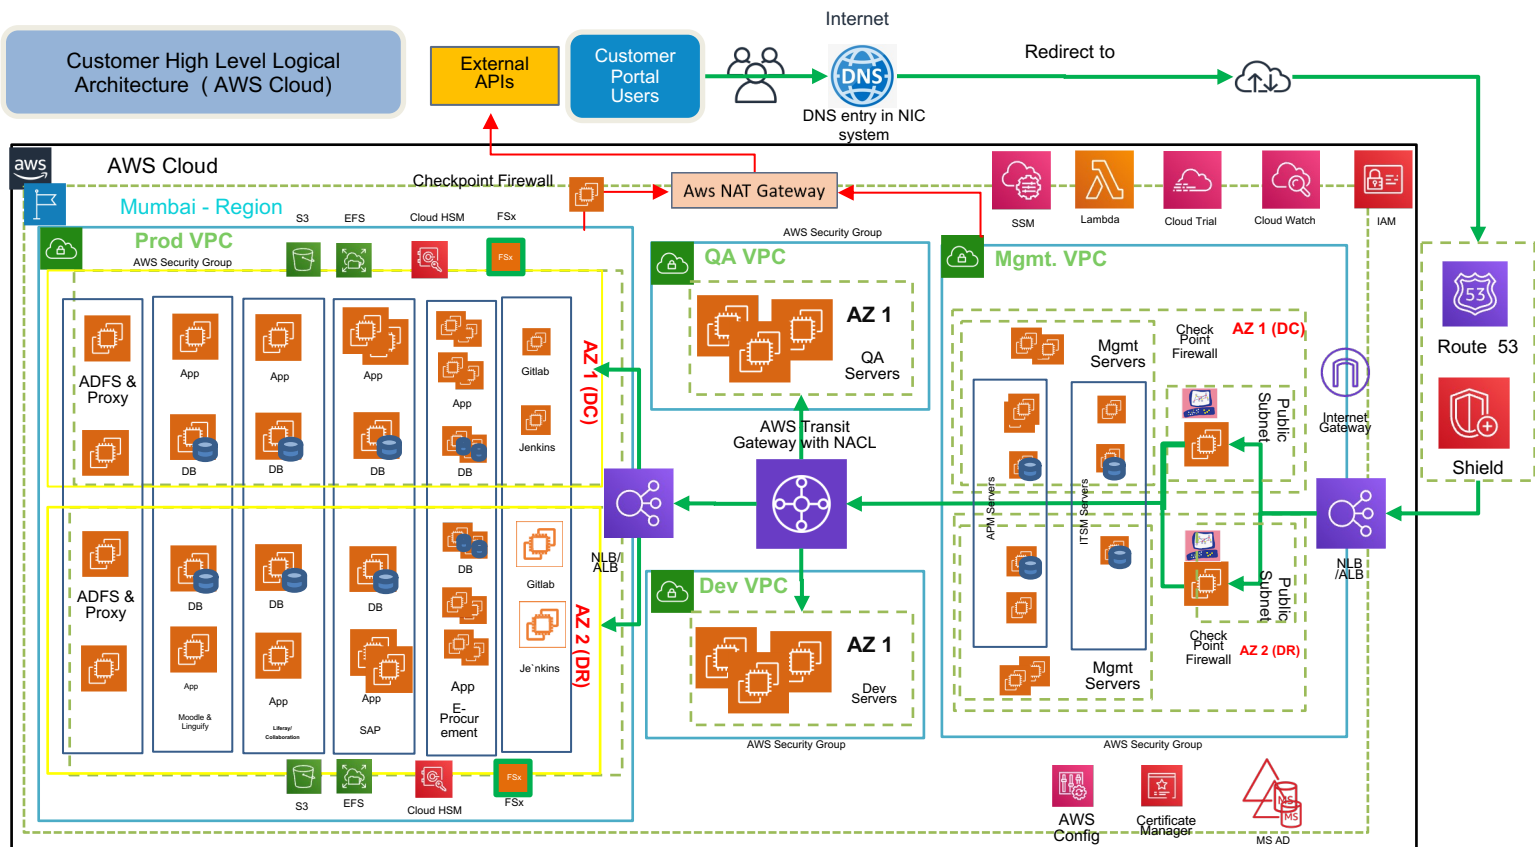 Internet
Customer High Level Logical
Architecture  ( AWS Cloud)
External
APIs
Customer
Portal
Users
DNS
Redirect to
DNS entry in NIC
system
aws
AWS Cloud
Checkpoint Firewall
Aws NAT Gateway
SSM
Lambda
Cloud Trial
Cloud Watch
IAM
Mumbai - Region
S3
EFS
Cloud HSM
FSx
Prod VPC
AWS Security Group
FSx
ADFS &
Proxy
App
App
App
App
Gitlab
DB
DB
DB
DB
Jenkins
AZ 1 (DC)
ADFS &
Proxy
DB
DB
DB
DB
Gitlab
App
App
App
App
Je`nkins
AZ 2 (DR)
Moodle &
Linguify
Liferay/
Collaboration
SAP
E-
Procur
ement
S3
EFS
Cloud HSM
FSx
FSx
NLB/
ALB
AWS Security Group
QA VPC
AZ 1
QA
Servers
AWS Transit
Gateway with NACL
Dev VPC
AZ 1
Dev
Servers
AWS Security Group
Mgmt. VPC
Mgmt
Servers
Check
Point
Firewall
AZ 1 (DC)
Public
Subnet
APM Servers
ITSM Servers
Public
Subnet
Mgmt
Servers
Check
Point
Firewall
AZ 2 (DR)
AWS Security Group
Internet
Gateway
NLB
/ALB
53
Route  53
Shield
AWS
Config
Certificate
Manager
MS
MS
MS AD